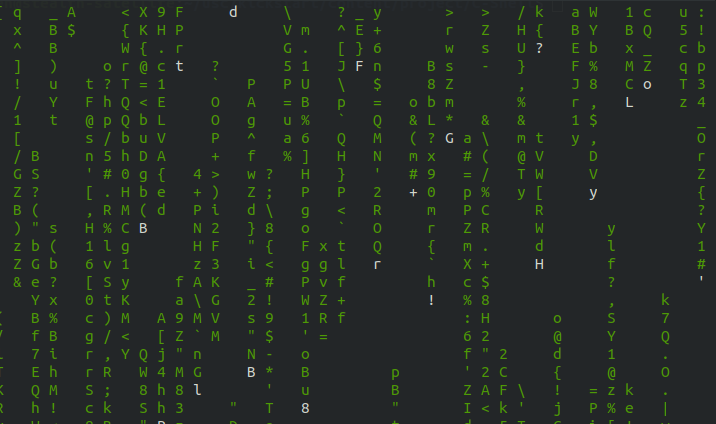 [ q _ A < X 9 F d \ ? _ y > > / k a W 1 c u :
x B $ { K H P V m ^ E + r Z H { B Y B Q 5 !
^ B W { . r G . [ } 6 w s U ? E b x _ c b
] ) o r @ c t ? 5 1 J F n B s - } F % M Z q p
! u t ? T = 1 ` P P U \ $ 8 Z , J 8 C o T 3
/ Y F h Q < E O A = B p = o b m % r , L z 4
1 t @ p Q b L O g u % ` Q & L * & & 1 $ _
[ s / b u V P ^ a 6 Q M ( ? G a \ m t y , O
/ B n 5 h D A + f % ] H N m x # ( @ V D r
G S ' # 0 g { 4 > w ? H } ' # 9 = / T W V Z
Z ? [ . H b e + ) Z ; P P 2 + 0 p % y [ y {
B ( , R M ( d P i d \ g < R m P C R ?
) " s H % C B N 2 } 8 o ` O r Z R W y Y
z b ( 1 l g H F " { F x t Q { m . d l 1
Z G b 6 v 1 z 3 i < g g l r ` X + H f #
& e ? [ S y f A K _ # P v f h c $ ? '
Y x 0 t K a \ G 2 ! W Z + ! % 8 , k
B % c ) M A 9 M V s 9 1 R f : H o S 7
f B g / < [ Z ` M " $ ' = 6 2 @ Y Q
7 i r , Y Q j " n N - o f " 2 d 1 .
E h r R W 4 M G B * B p ' 2 C { @ O
Q M S ; 8 h 8 l ' u B Z A F \ ! = z k .
h ! c k S h 3 " T 8 " I < k ' j P % e |